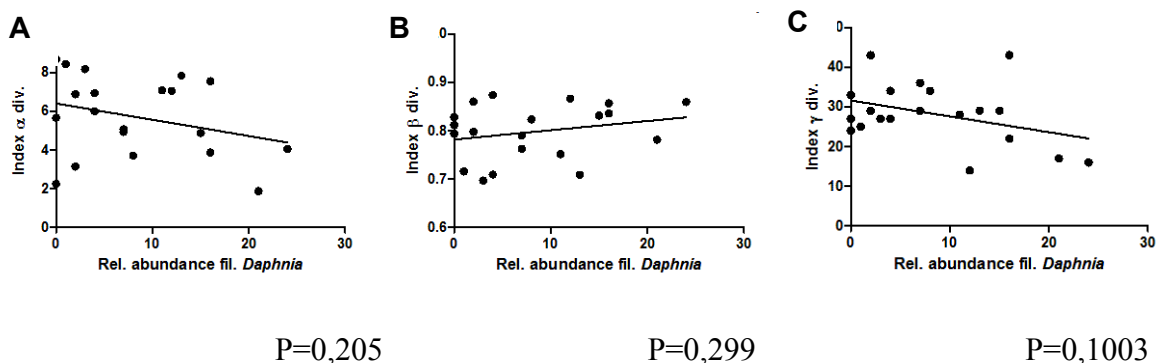 A
Index α div.
8
6
4
2
0
0
10
20
30
Rel. abundance fil. Daphnia
B
Index β div.
0
0.9
0.8
0.7
0.6
0
10
20
30
Rel. abundance fil. Daphnia
C
Index γ div.
0
40
30
20
10
0
0
10
20
30
Rel. abundance fil. Daphnia
P=0,205
P=0,299
P=0,1003